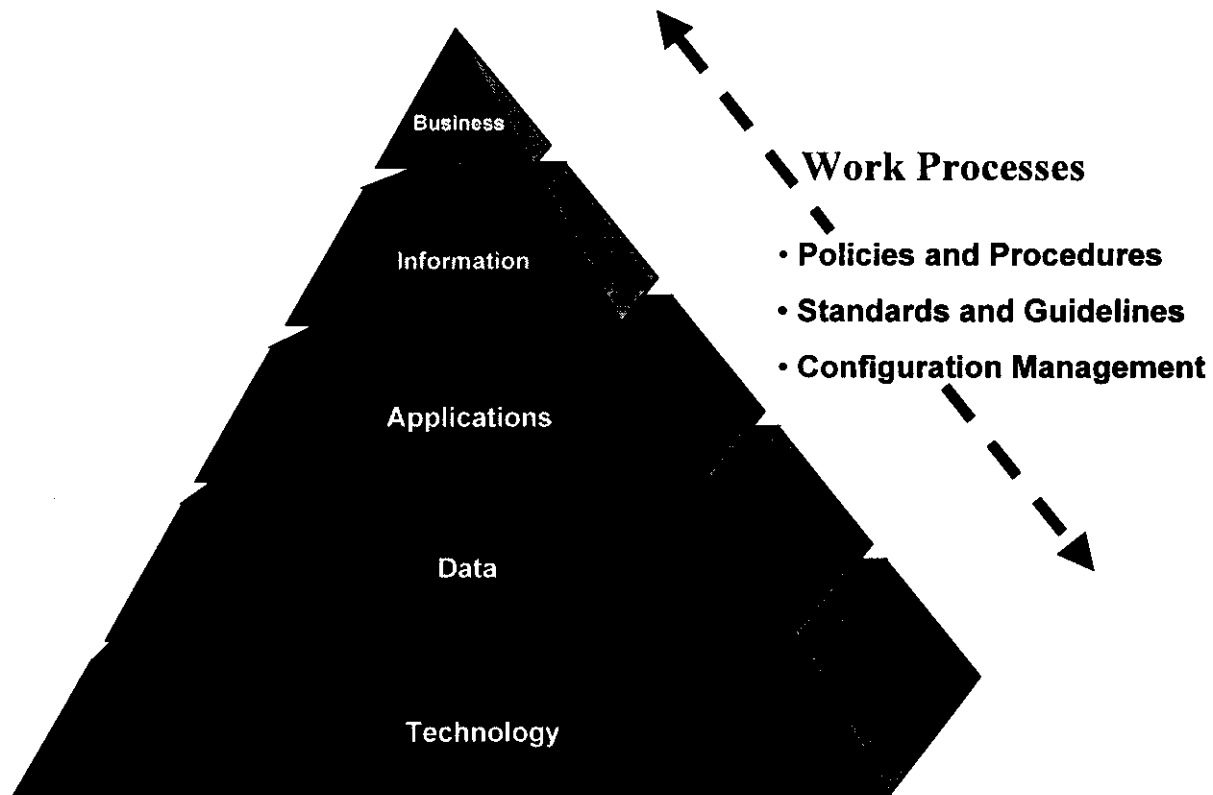 Business
Work Processes
Information
• Policies and Procedures
• Standards and Guidelines
• Configuration Management
Applications
Data
Technology